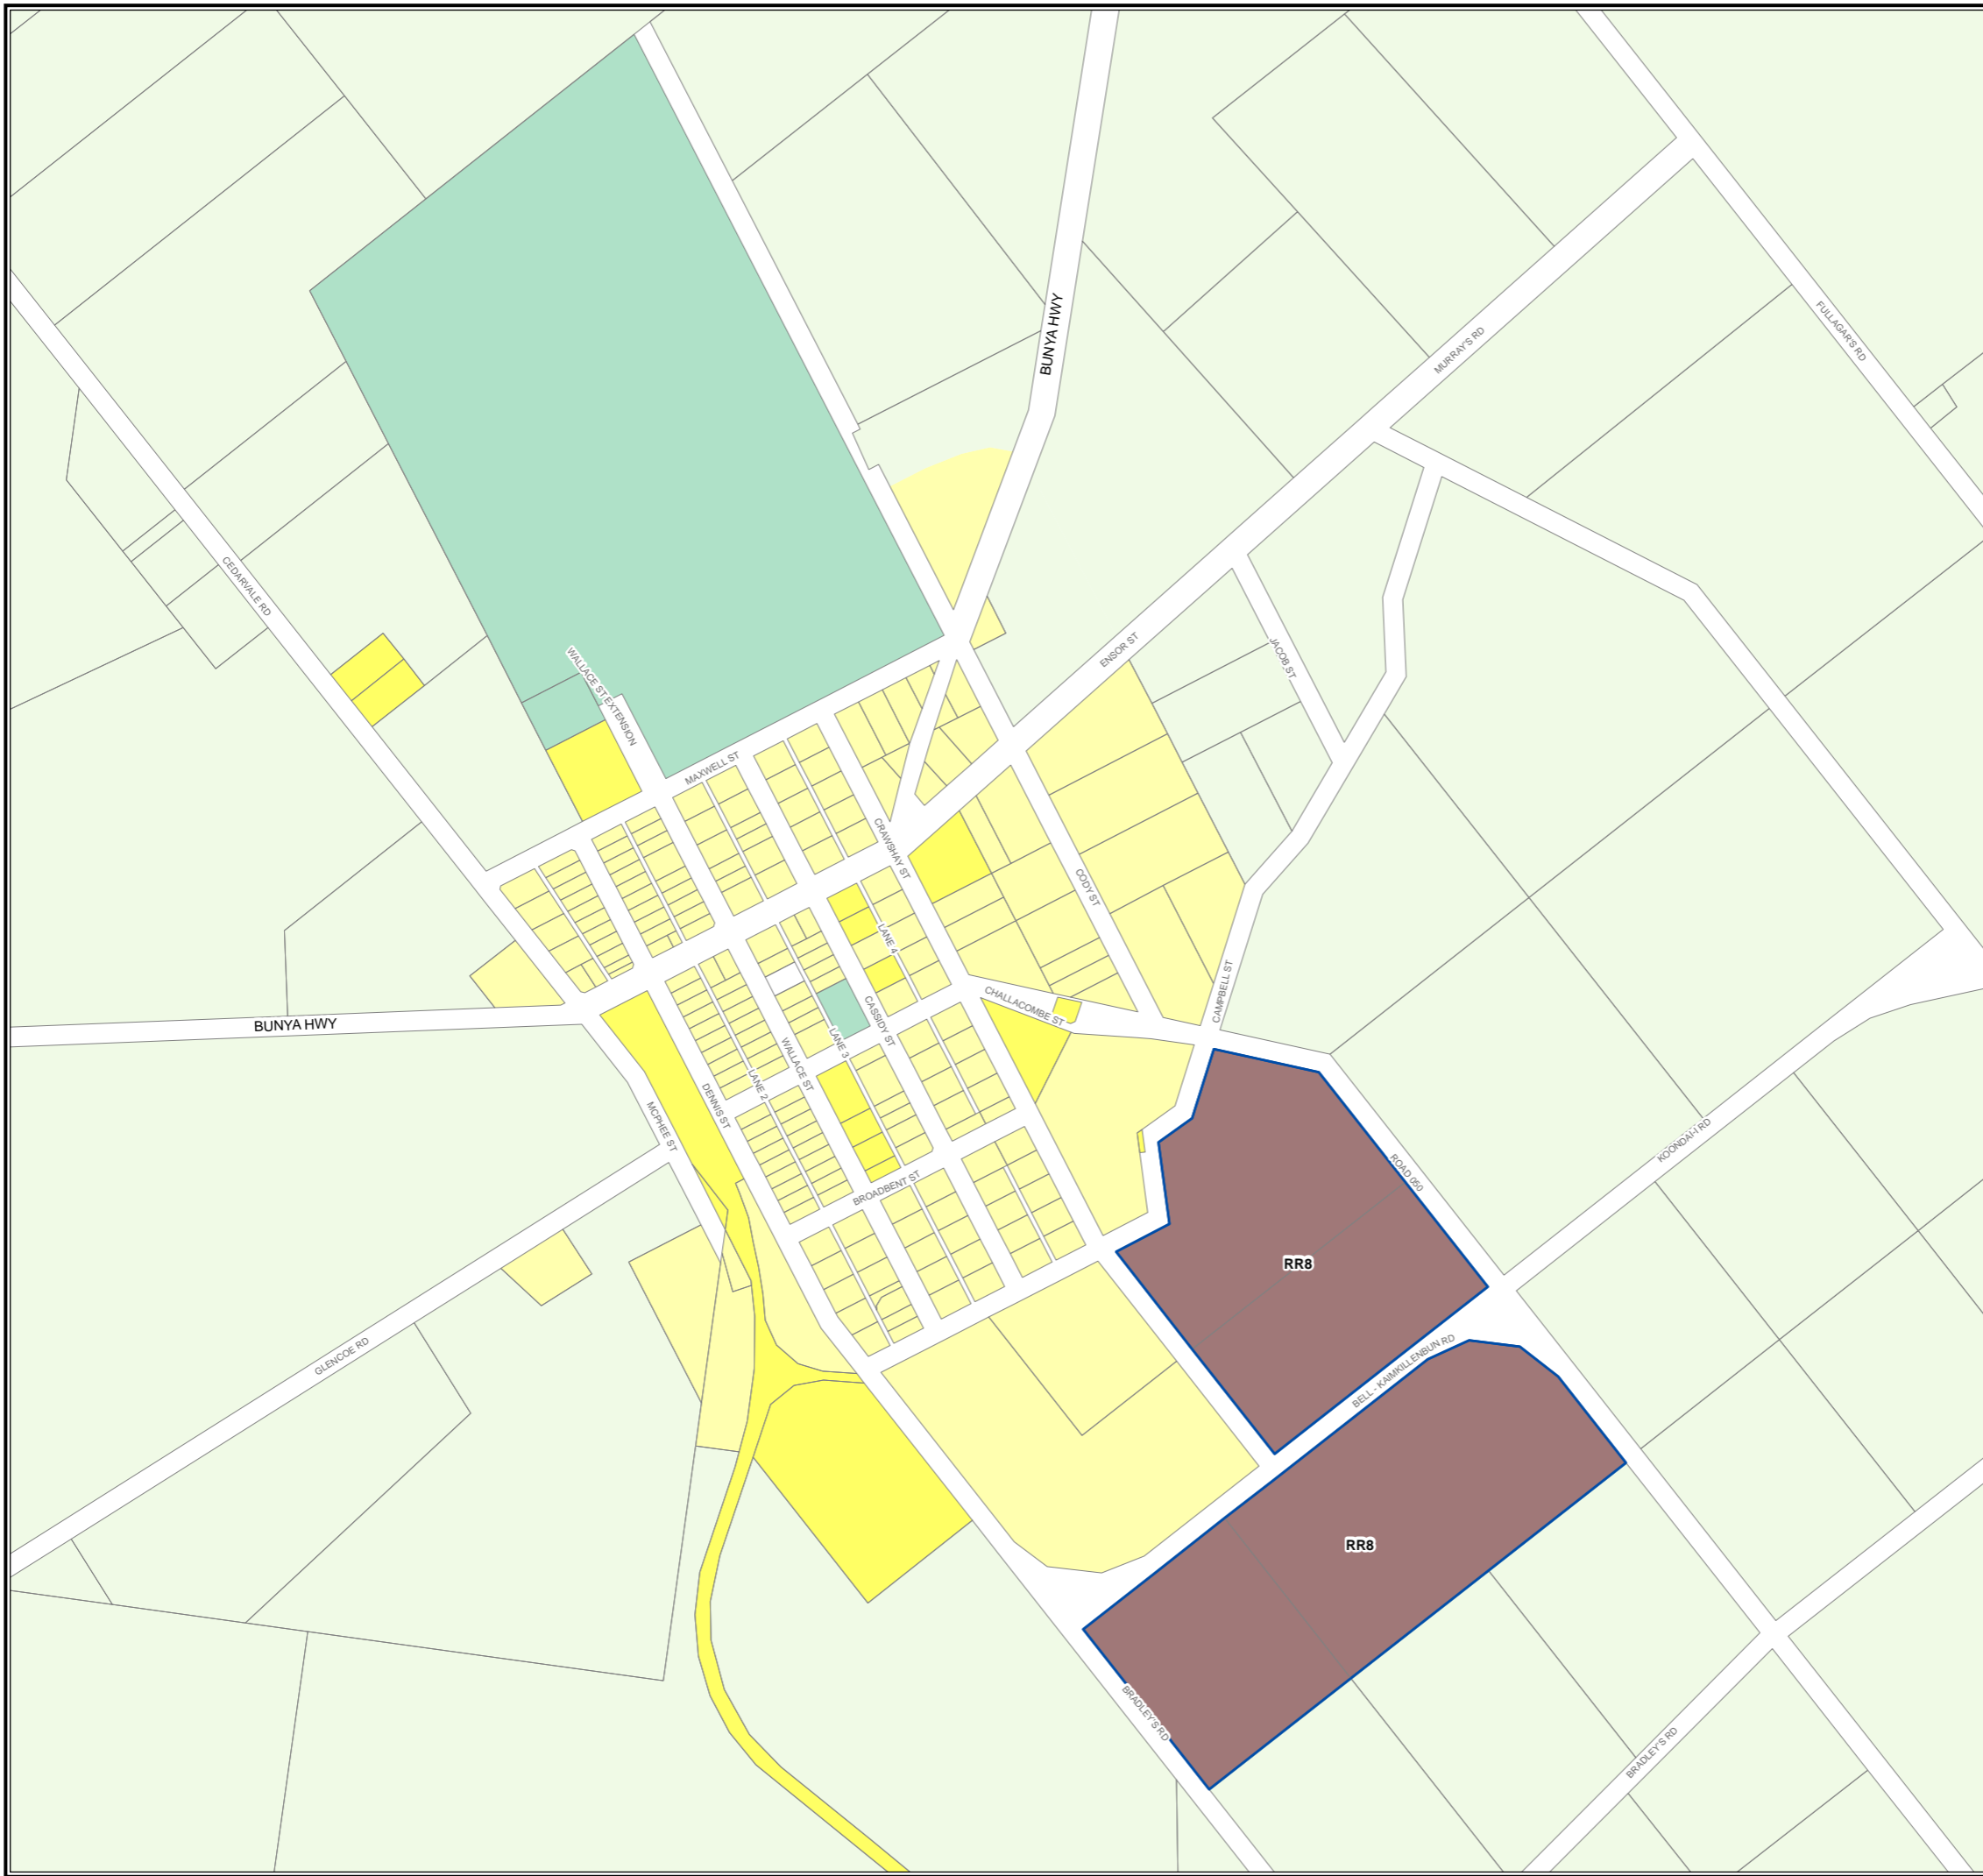 BUNYA HWY
MURRAY'S RD
FULLAGAR'S RD
CEDARVALE RD
WALLACE ST EXTENSION
ENSOR ST
JACOB ST
MAXWELL ST
CRAWSHAY ST
CODY ST
LANE 4
CAMPBELL ST
CHALLACOMBE ST
CASSIDY ST
BUNYA HWY
LANE 3
WALLACE ST
LANE 2
DENNIS ST
MCPHEE ST
KOONDAI-I RD
ROAD 050
BROADBENT ST
RR8
GLENCOE RD
BELL - KAIMKILLENBUN RD
RR8
BRADLEY'S RD
BRADLEY'S RD